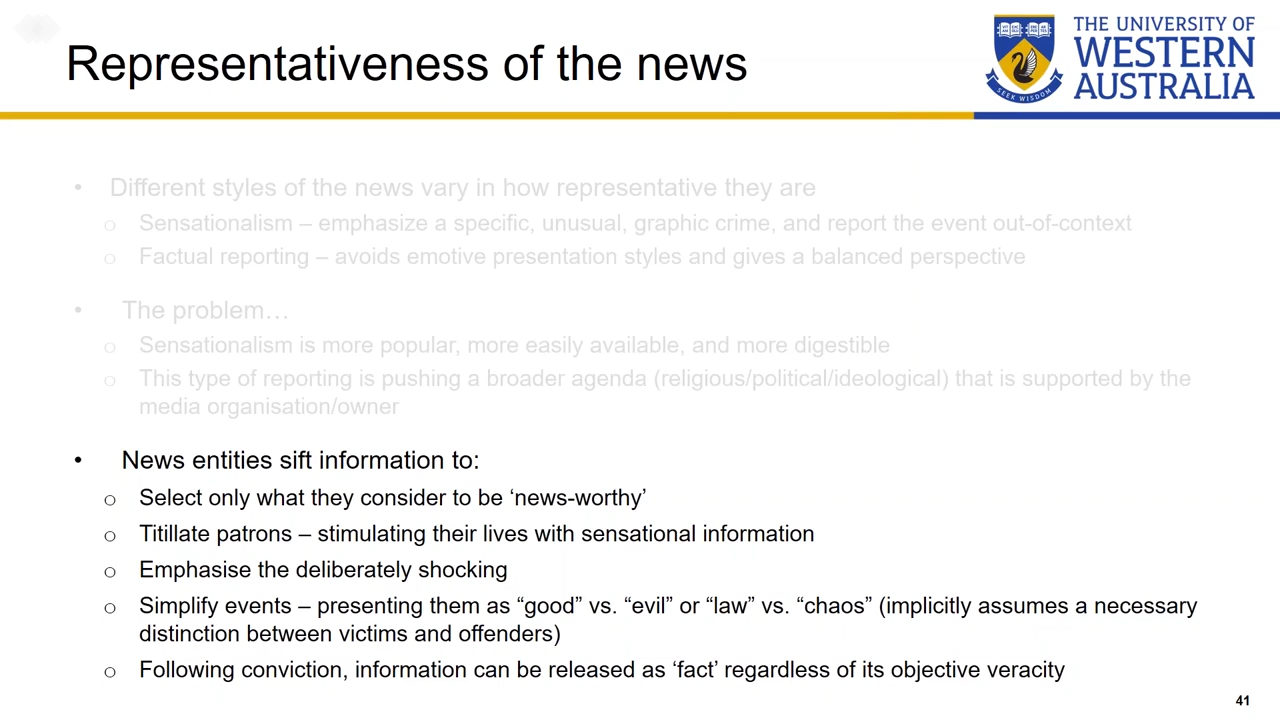 Representativeness of the news
THE UNIVERSITY OF
WESTERN
AUSTRALIA
SEEK WISDOM
• Different styles of the news vary in how representative they are
o Sensationalism – emphasize a specific, unusual, graphic crime, and report the event out-of-context
o Factual reporting – avoids emotive presentation styles and gives a balanced perspective
• The problem…
o Sensationalism is more popular, more easily available, and more digestible
o This type of reporting is pushing a broader agenda (religious/political/ideological) that is supported by the
media organisation/owner
• News entities sift information to:
o Select only what they consider to be ‘news-worthy’
o Titillate patrons – stimulating their lives with sensational information
o Emphasise the deliberately shocking
o Simplify events – presenting them as “good” vs. “evil” or “law” vs. “chaos” (implicitly assumes a necessary
distinction between victims and offenders)
o Following conviction, information can be released as ‘fact’ regardless of its objective veracity
41